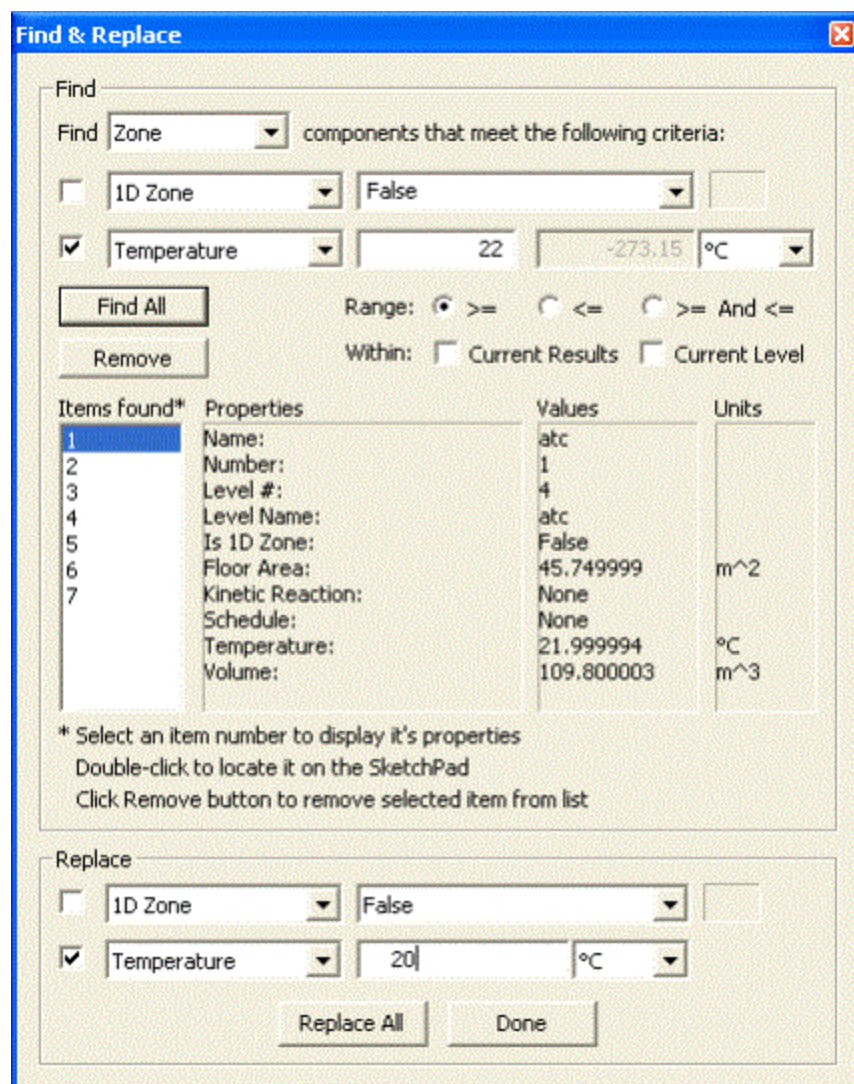 Find & Replace
Find
Find Zone components that meet the following criteria:
1D Zone False
Temperature 22 -273.15 °C
Find All Range: >= <= >= And <=
Remove Within: Current Results Current Level
Items found* Properties Values Units
1 Name: atc
2 Number: 1
3 Level #: 4
4 Level Name: atc
5 Is 1D Zone: False
6 Floor Area: 45.749999 m^2
7 Kinetic Reaction: None
Schedule: None
Temperature: 21.999994 °C
Volume: 109.800003 m^3
* Select an item number to display it's properties
Double-click to locate it on the SketchPad
Click Remove button to remove selected item from list
Replace
1D Zone False
Temperature 20 °C
Replace All Done